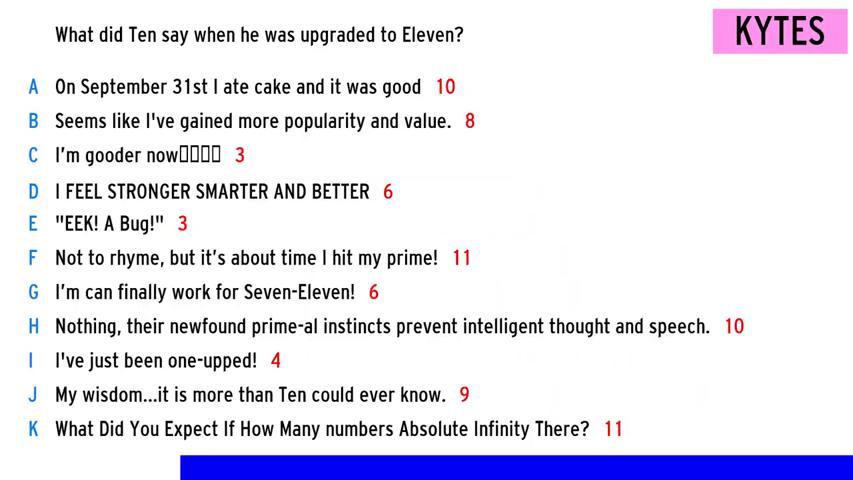 What did Ten say when he was upgraded to Eleven?
KYTES
A On September 31st I ate cake and it was good 10
B Seems like I've gained more popularity and value. 8
C I’m gooder now▯▯▯▯ 3
D I FEEL STRONGER SMARTER AND BETTER 6
E "EEK! A Bug!" 3
F Not to rhyme, but it’s about time I hit my prime! 11
G I’m can finally work for Seven-Eleven! 6
H Nothing, their newfound prime-al instincts prevent intelligent thought and speech. 10
I I've just been one-upped! 4
J My wisdom...it is more than Ten could ever know. 9
K What Did You Expect If How Many numbers Absolute Infinity There? 11